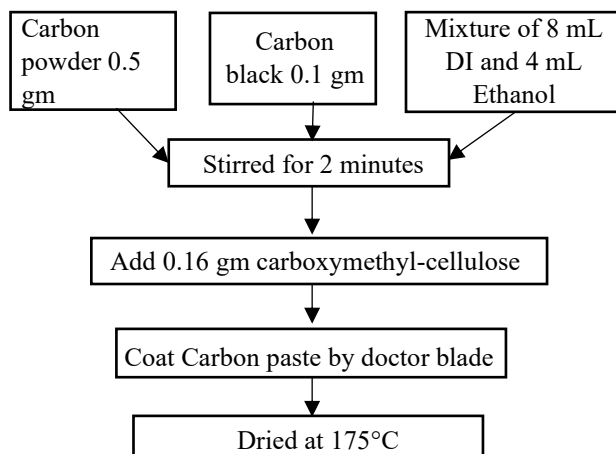 Carbon
powder 0.5
gm
Carbon
black 0.1 gm
Mixture of 8 mL
DI and 4 mL
Ethanol
Stirred for 2 minutes
Add 0.16 gm carboxymethyl-cellulose
Coat Carbon paste by doctor blade
Dried at 175°C